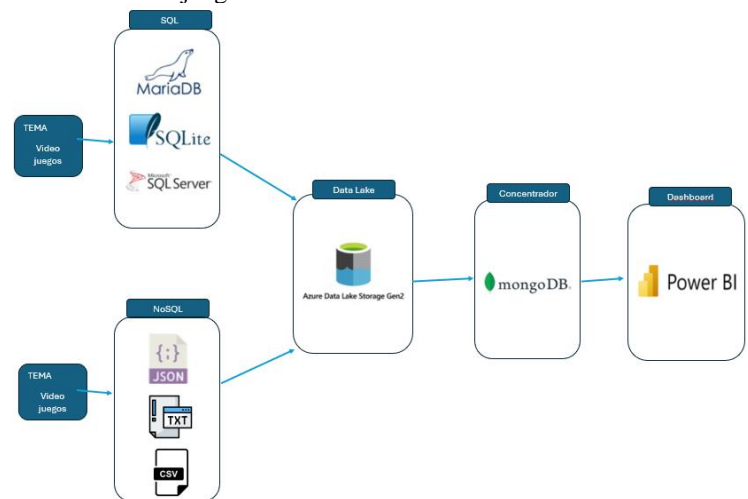 SQL
MariaDB
SQLite
Microsoft
SQL Server
TEMA
Video
juegos
Data Lake
Azure Data Lake Storage Gen2
Concentrador
mongoDB.
Dashboard
Power BI
NoSQL
{;}
JSON
TXT
CSV
TEMA
Video
juegos